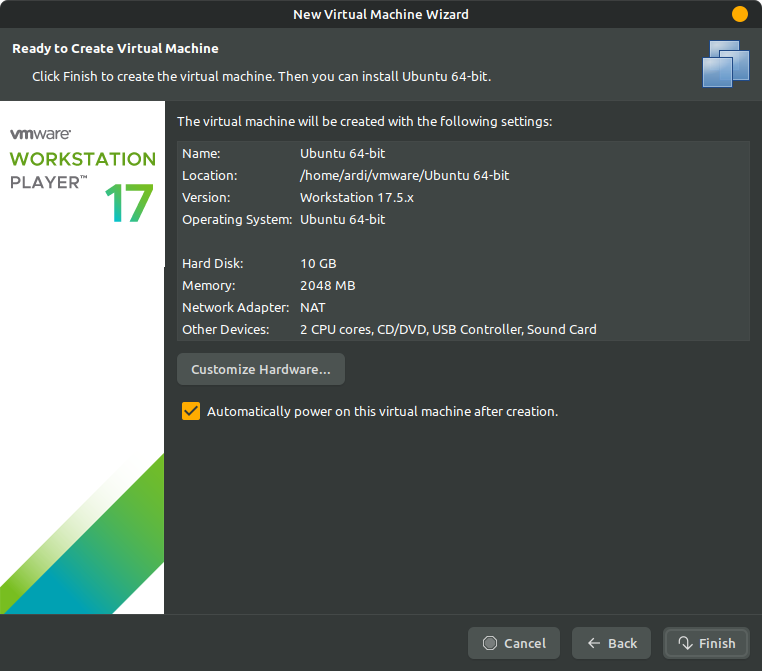 New Virtual Machine Wizard
Ready to Create Virtual Machine
Click Finish to create the virtual machine. Then you can install Ubuntu 64-bit.
vmware
WORKSTATION
PLAYER™
17
The virtual machine will be created with the following settings:
Name: Ubuntu 64-bit
Location: /home/ardi/vmware/Ubuntu 64-bit
Version: Workstation 17.5.x
Operating System: Ubuntu 64-bit
Hard Disk: 10 GB
Memory: 2048 MB
Network Adapter: NAT
Other Devices: 2 CPU cores, CD/DVD, USB Controller, Sound Card
Customize Hardware...
Automatically power on this virtual machine after creation.
Cancel Back Finish